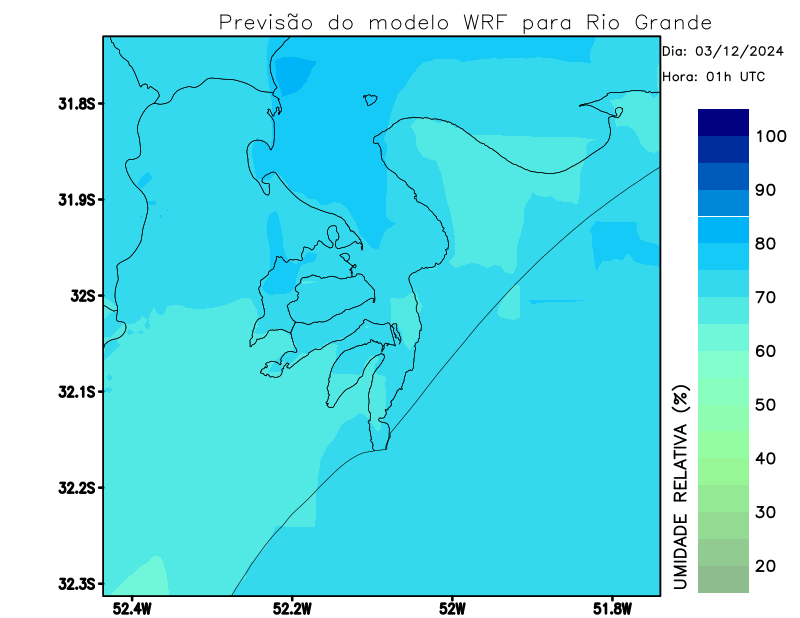 Previsão do modelo WRF para Rio Grande
Dia: 03/12/2024
Hora: 01h UTC
31.8S
31.9S
32S
32.1S
32.2S
32.3S
52.4W
52.2W
52W
51.8W
100
90
80
70
60
50
40
30
20
UMIDADE RELATIVA (%)